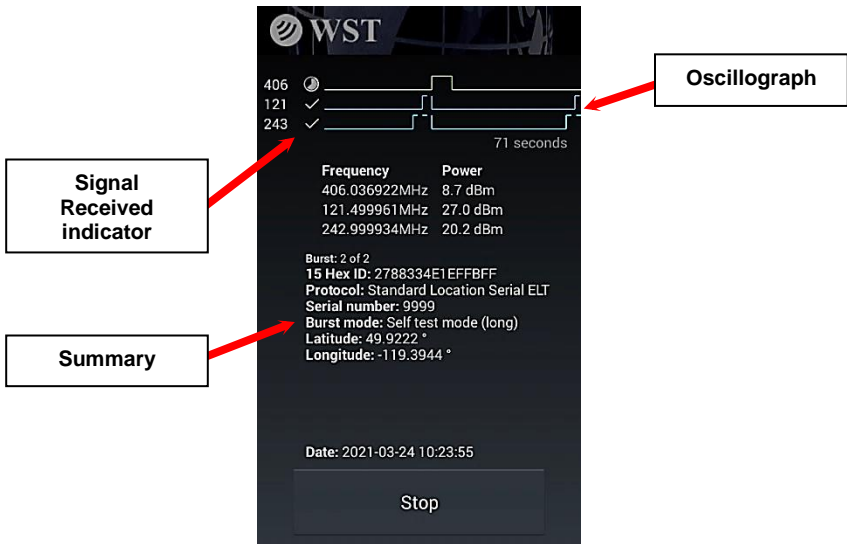 WST
Oscillograph
406
121
243
71 seconds
Signal
Received
indicator
Frequency Power
406.036922MHz 8.7 dBm
121.499961MHz 27.0 dBm
242.999934MHz 20.2 dBm
Burst: 2 of 2
15 Hex ID: 2788334E1EFFBFF
Protocol: Standard Location Serial ELT
Serial number: 9999
Burst mode: Self test mode (long)
Latitude: 49.9222 °
Longitude: -119.3944 °
Summary
Date: 2021-03-24 10:23:55
Stop